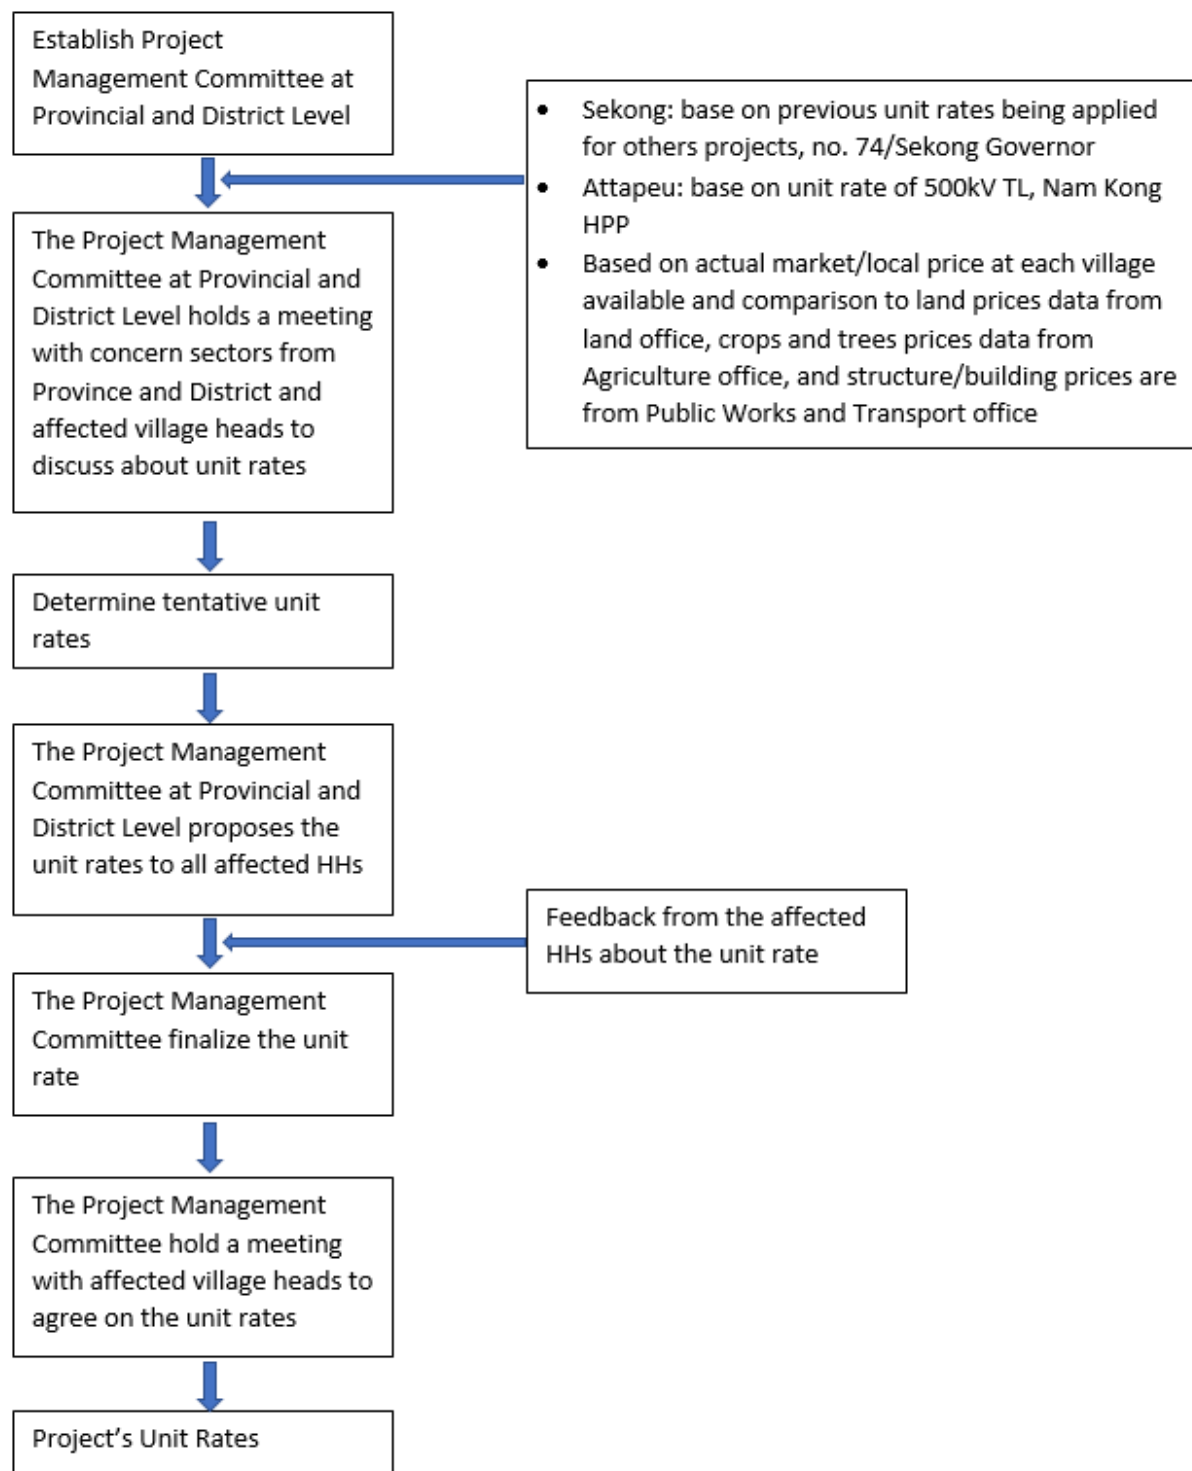 Establish Project
Management Committee at
Provincial and District Level
• Sekong: base on previous unit rates being applied
for others projects, no. 74/Sekong Governor
• Attapeu: base on unit rate of 500kV TL, Nam Kong
HPP
• Based on actual market/local price at each village
available and comparison to land prices data from
land office, crops and trees prices data from
Agriculture office, and structure/building prices are
from Public Works and Transport office
The Project Management
Committee at Provincial and
District Level holds a meeting
with concern sectors from
Province and District and
affected village heads to
discuss about unit rates
Determine tentative unit
rates
The Project Management
Committee at Provincial and
District Level proposes the
unit rates to all affected HHs
Feedback from the affected
HHs about the unit rate
The Project Management
Committee finalize the unit
rate
The Project Management
Committee hold a meeting
with affected village heads to
agree on the unit rates
Project’s Unit Rates